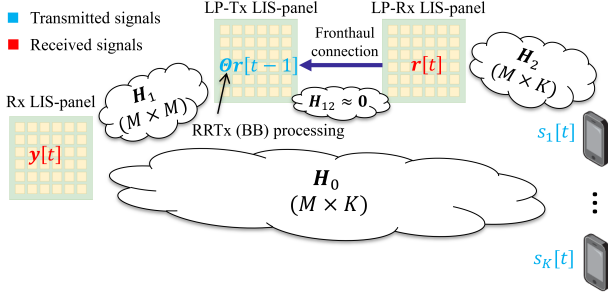 Transmitted signals
Received signals
LP-Tx LIS-panel
LP-Rx LIS-panel
Fronthaul
connection
Θr[t − 1]
r[t]
H₂
(M × K)
Rx LIS-panel
H₁
(M × M)
H₁₂ ≈ 0
RRTx (BB) processing
y[t]
s₁[t]
H₀
(M × K)
⋮
s_K[t]